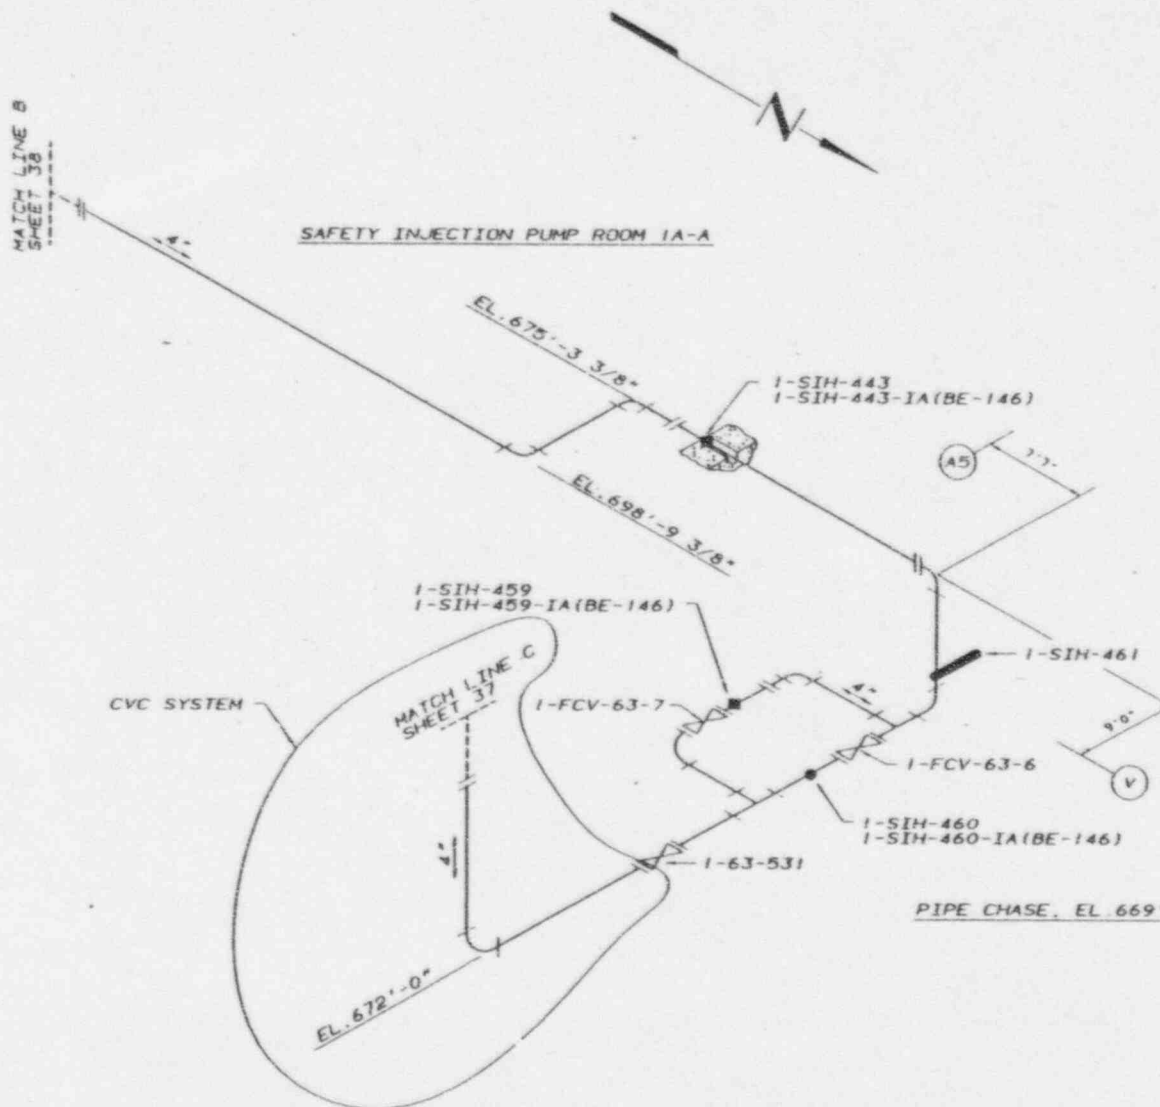 N
MATCH LINE B
SHEET 38
4"
SAFETY INJECTION PUMP ROOM 1A-A
EL.675'-3 3/8"
1-SIH-443
1-SIH-443-IA(BE-146)
A5
7'7"
EL.698'-9 3/8"
1-SIH-459
1-SIH-459-IA(BE-146)
1-SIH-461
MATCH LINE C
SHEET 37
CVC SYSTEM
1-FCV-63-7
4"
9'0"
1-FCV-63-6
V
1-SIH-460
1-SIH-460-IA(BE-146)
4"
1-63-531
PIPE CHASE, EL 669
EL.672'-0"